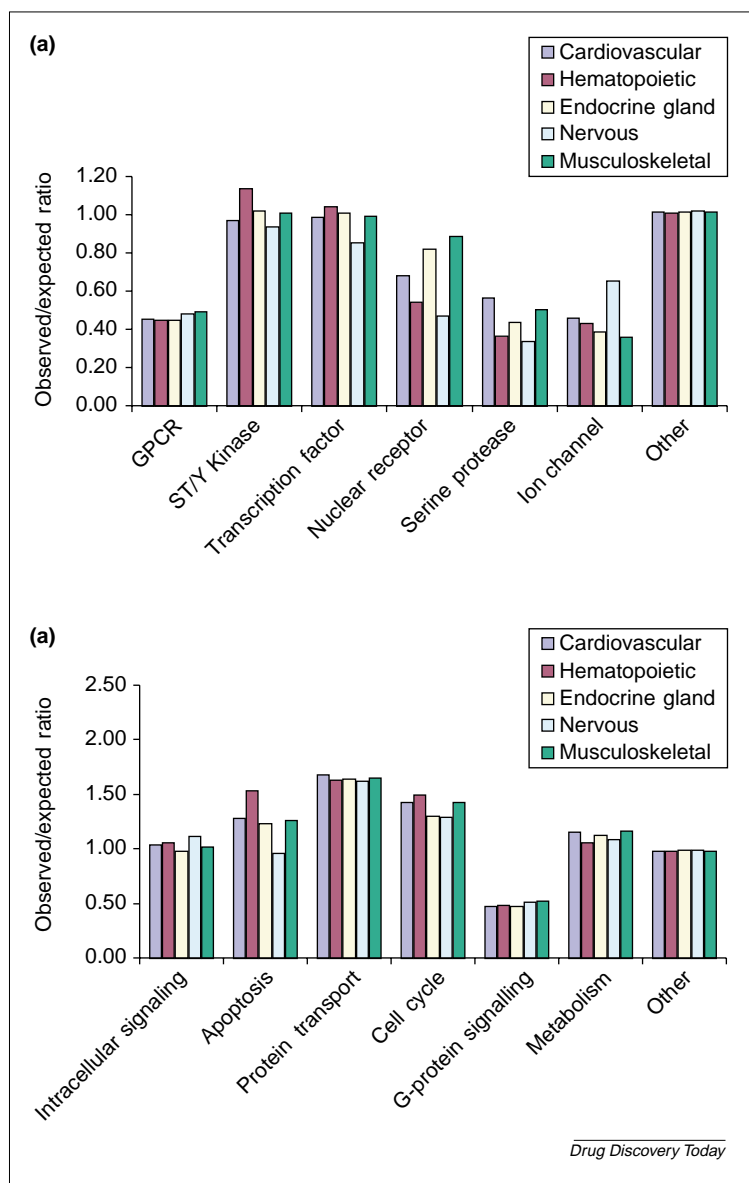 (a)
Cardiovascular
Hematopoietic
Endocrine gland
Nervous
Musculoskeletal
Observed/expected ratio
1.20
1.00
0.80
0.60
0.40
0.20
0.00
GPCR
ST/Y Kinase
Transcription factor
Nuclear receptor
Serine protease
Ion channel
Other
(a)
Cardiovascular
Hematopoietic
Endocrine gland
Nervous
Musculoskeletal
Observed/expected ratio
2.50
2.00
1.50
1.00
0.50
0.00
Intracellular signaling
Apoptosis
Protein transport
Cell cycle
G-protein signalling
Metabolism
Other
Drug Discovery Today